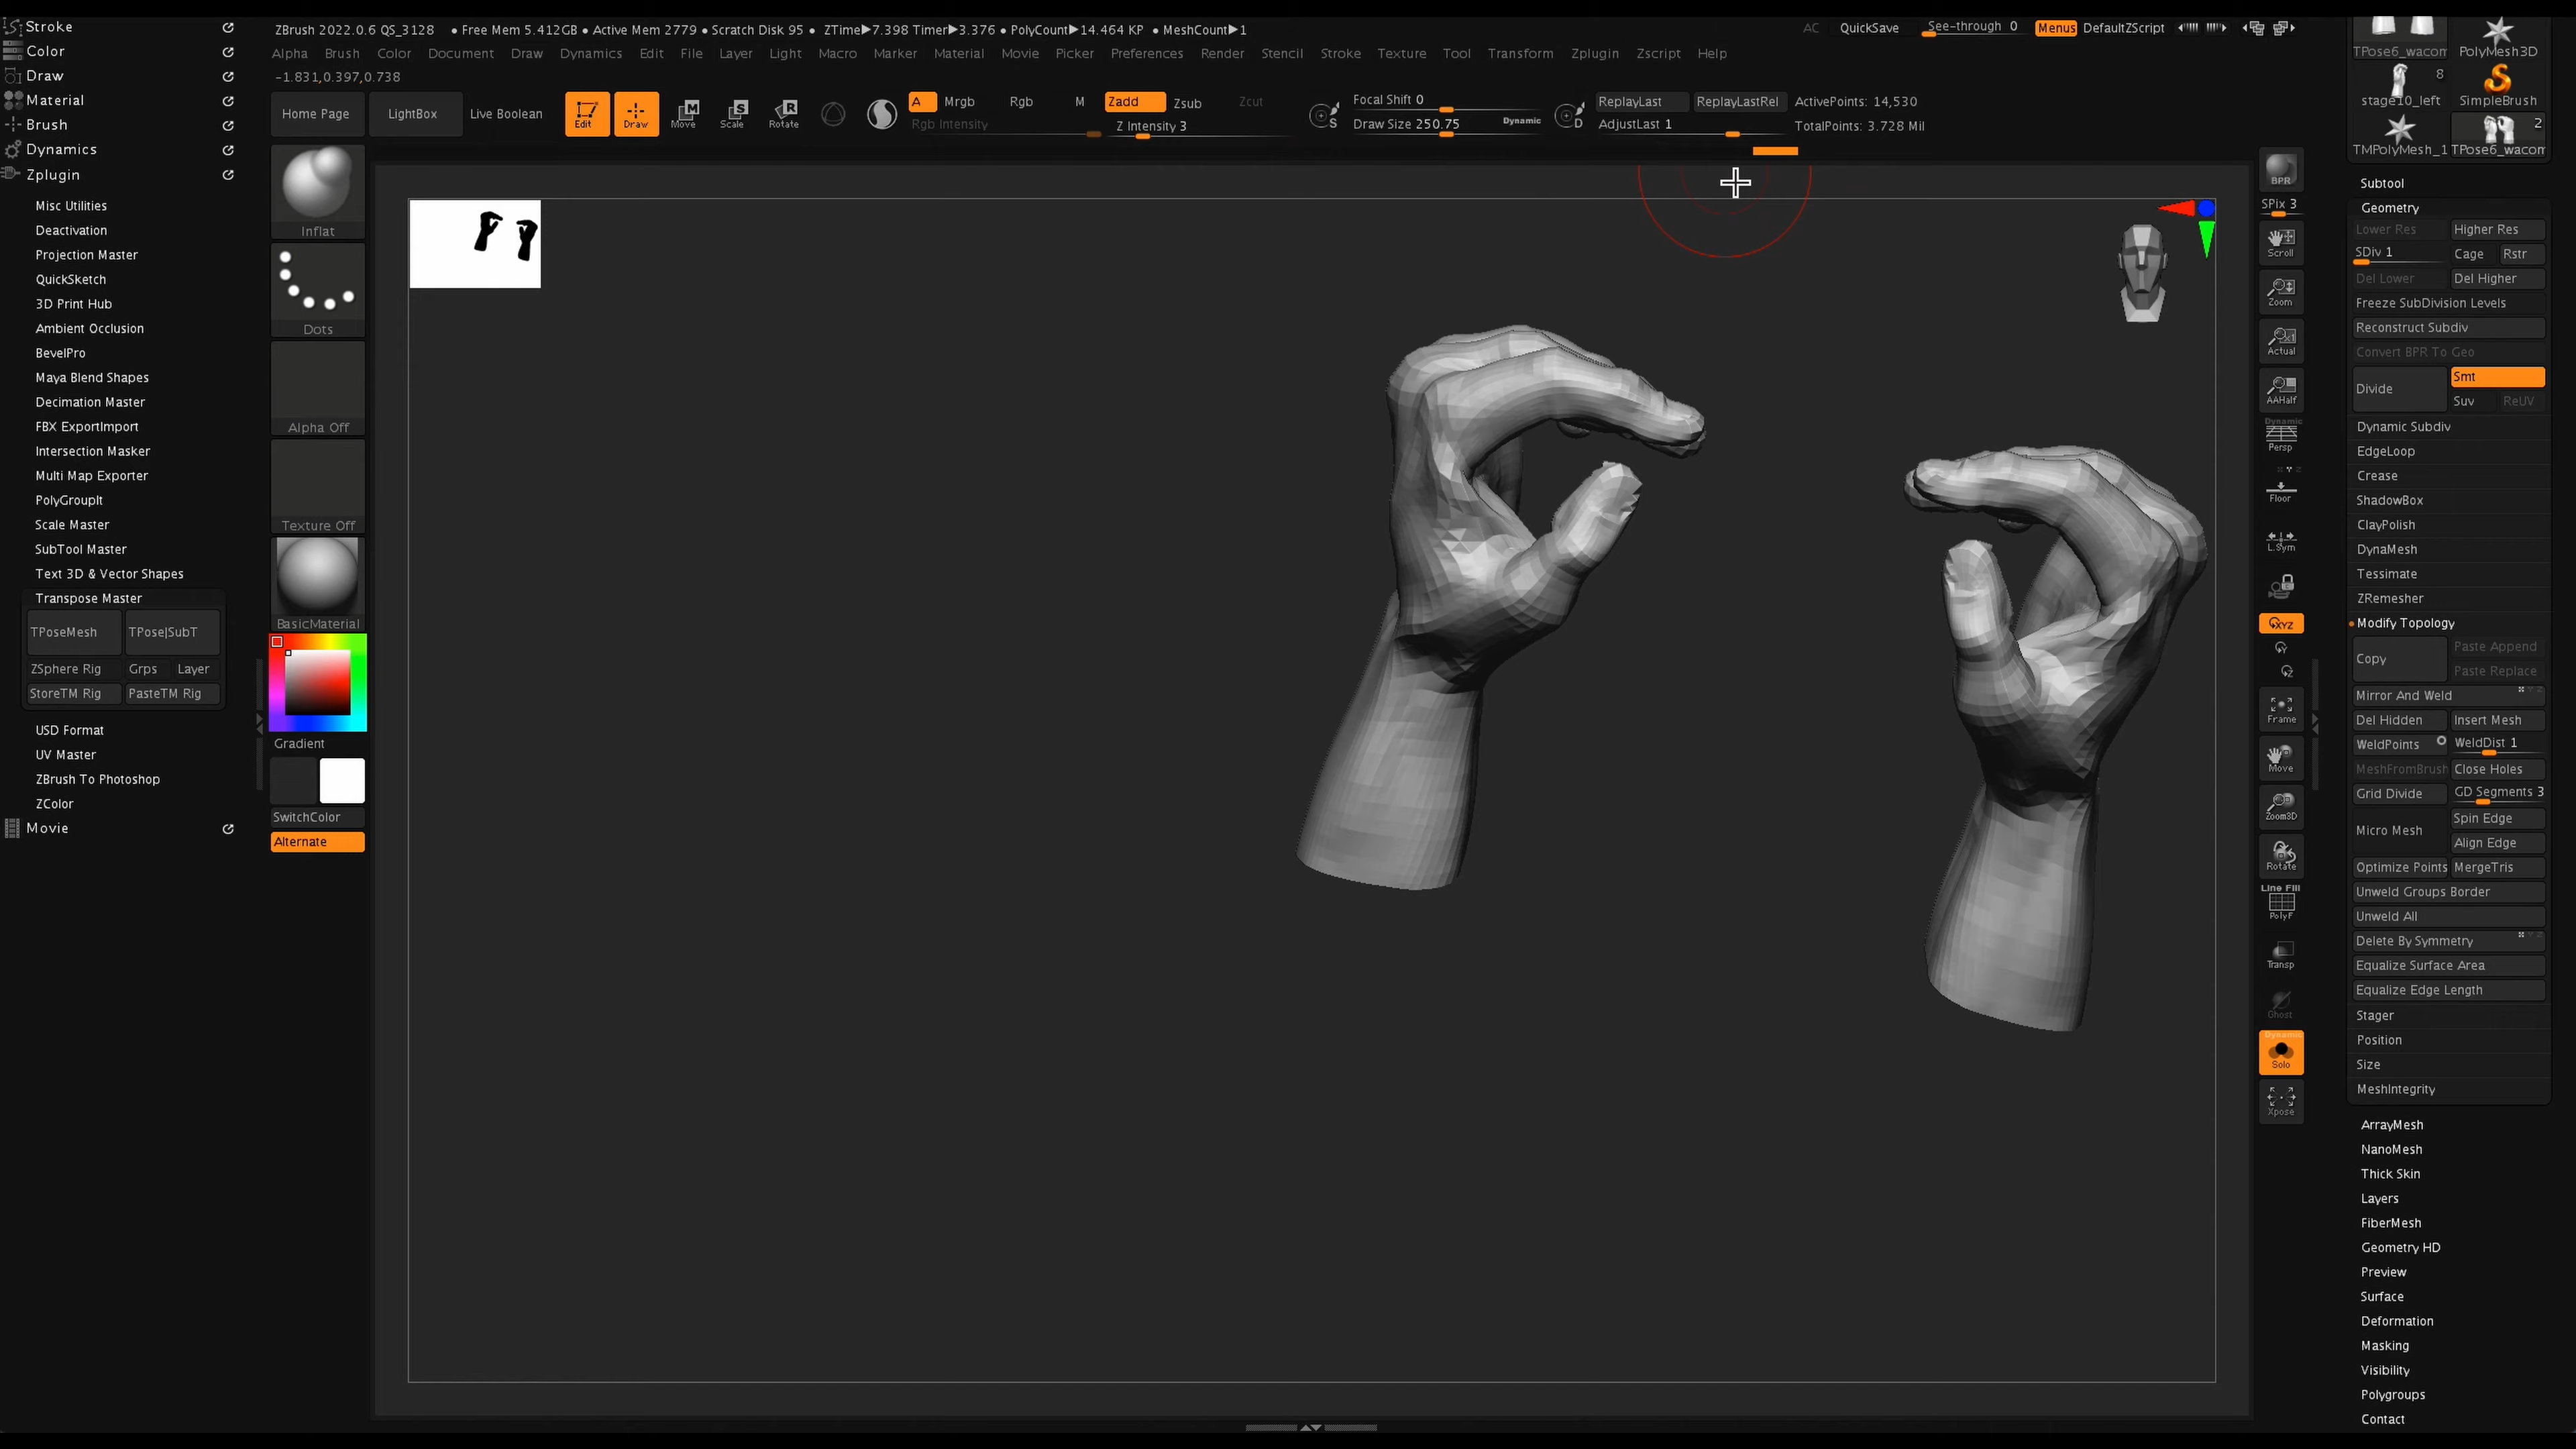 Stroke
Color
Draw
Material
Brush
Dynamics
Zplugin
Misc Utilities
Deactivation
Projection Master
QuickSketch
3D Print Hub
Ambient Occlusion
BevelPro
Maya Blend Shapes
Decimation Master
FBX ExportImport
Intersection Masker
Multi Map Exporter
PolyGroupIt
Scale Master
SubTool Master
Text 3D & Vector Shapes
Transpose Master
TPoseMesh TPose|SubT
ZSphere Rig Grps Layer
StoreTM Rig PasteTM Rig
USD Format
UV Master
ZBrush To Photoshop
ZColor
Movie
ZBrush 2022.0.6 QS_3128 • Free Mem 5.412GB • Active Mem 2779 • Scratch Disk 95 • ZTime▶7.398 Timer▶3.376 • PolyCount▶14.464 KP • MeshCount▶1
AC QuickSave See-through 0 Menus DefaultZScript
Alpha Brush Color Document Draw Dynamics Edit File Layer Light Macro Marker Material Movie Picker Preferences Render Stencil Stroke Texture Tool Transform Zplugin Zscript Help
-1.831,0.397,0.738
Home Page LightBox Live Boolean Edit Draw Move Scale Rotate
A Mrgb Rgb M Zadd Zsub Zcut
Rgb Intensity Z Intensity 3
S Focal Shift 0
Draw Size 250.75 Dynamic D
ReplayLast ReplayLastRel ActivePoints: 14,530
AdjustLast 1 TotalPoints: 3.728 Mil
Inflat
Dots
Alpha Off
Texture Off
BasicMaterial
Gradient
SwitchColor
Alternate
BPR
SPix 3
Scroll
Zoom
Actual
AAHalf
Dynamic
Persp
Floor
L.Sym
XYZ
Y
Z
Frame
Move
Zoom3D
Rotate
Line Fill
PolyF
Transp
Ghost
Dynamic
Solo
Xpose
TPose6_wacom PolyMesh3D
8
stage10_left SimpleBrush
2
TMPolyMesh_1 TPose6_wacom
Subtool
Geometry
Lower Res Higher Res
SDiv 1 Cage Rstr
Del Lower Del Higher
Freeze SubDivision Levels
Reconstruct Subdiv
Convert BPR To Geo
Divide Smt
Suv ReUV
Dynamic Subdiv
EdgeLoop
Crease
ShadowBox
ClayPolish
DynaMesh
Tessimate
ZRemesher
Modify Topology
Copy Paste Append
Paste Replace
Mirror And Weld
Del Hidden Insert Mesh
WeldPoints WeldDist 1
MeshFromBrush Close Holes
Grid Divide GD Segments 3
Micro Mesh Spin Edge
Align Edge
Optimize Points MergeTris
Unweld Groups Border
Unweld All
Delete By Symmetry
Equalize Surface Area
Equalize Edge Length
Stager
Position
Size
MeshIntegrity
ArrayMesh
NanoMesh
Thick Skin
Layers
FiberMesh
Geometry HD
Preview
Surface
Deformation
Masking
Visibility
Polygroups
Contact